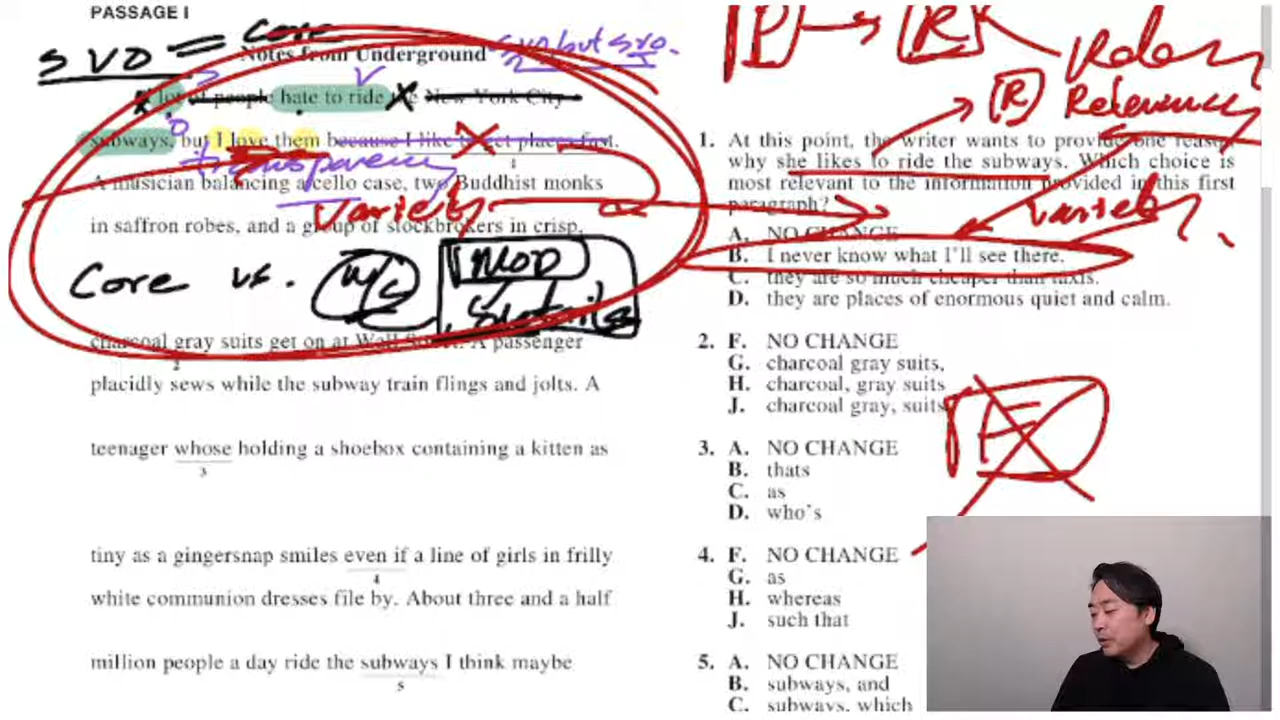 PASSAGE I
SVO = core
Notes from Underground
svo but svo.
S
V
A lot of people hate to ride the New York City
O
subways, but I love them because I like to get places fast.
1
transparency
A musician balancing a cello case, two Buddhist monks
Variety
in saffron robes, and a group of stockbrokers in crisp,
Core vs. M/C
MOD
details
charcoal gray suits get on at Wall Street. A passenger
2
placidly sews while the subway train flings and jolts. A
teenager whose holding a shoebox containing a kitten as
3
tiny as a gingersnap smiles even if a line of girls in frilly
4
white communion dresses file by. About three and a half
million people a day ride the subways I think maybe
5
P → R
R Relevency
1. At this point, the writer wants to provide one reason
why she likes to ride the subways. Which choice is
most relevant to the information provided in this first
paragraph?
Variety
A. NO CHANGE
B. I never know what I'll see there.
C. they are so much cheaper than taxis.
D. they are places of enormous quiet and calm.
2. F. NO CHANGE
G. charcoal gray suits,
H. charcoal, gray suits
J. charcoal gray, suits
E
3. A. NO CHANGE
B. thats
C. as
D. who's
4. F. NO CHANGE
G. as
H. whereas
J. such that
5. A. NO CHANGE
B. subways, and
C. subways, which